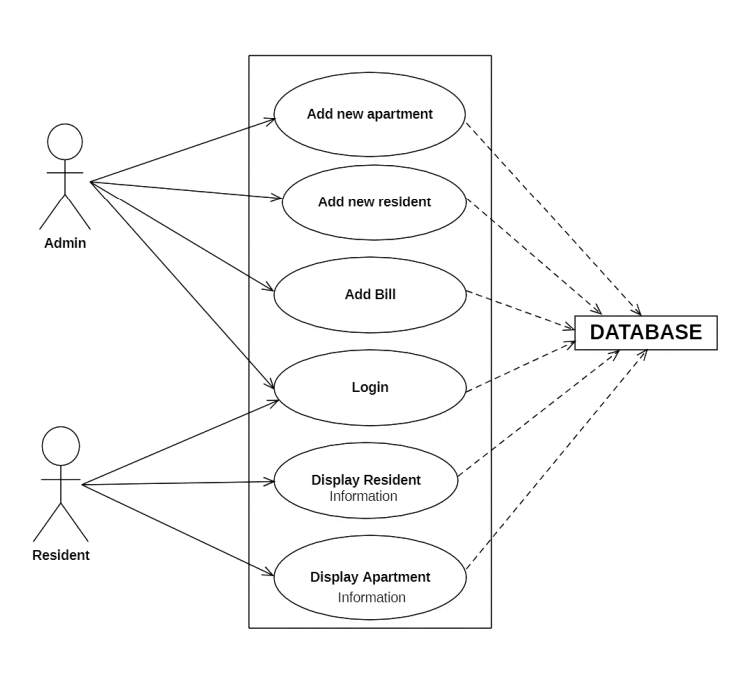 Add new apartment
Admin
Add new resident
Add Bill
DATABASE
Login
Display Resident
Information
Resident
Display Apartment
Information